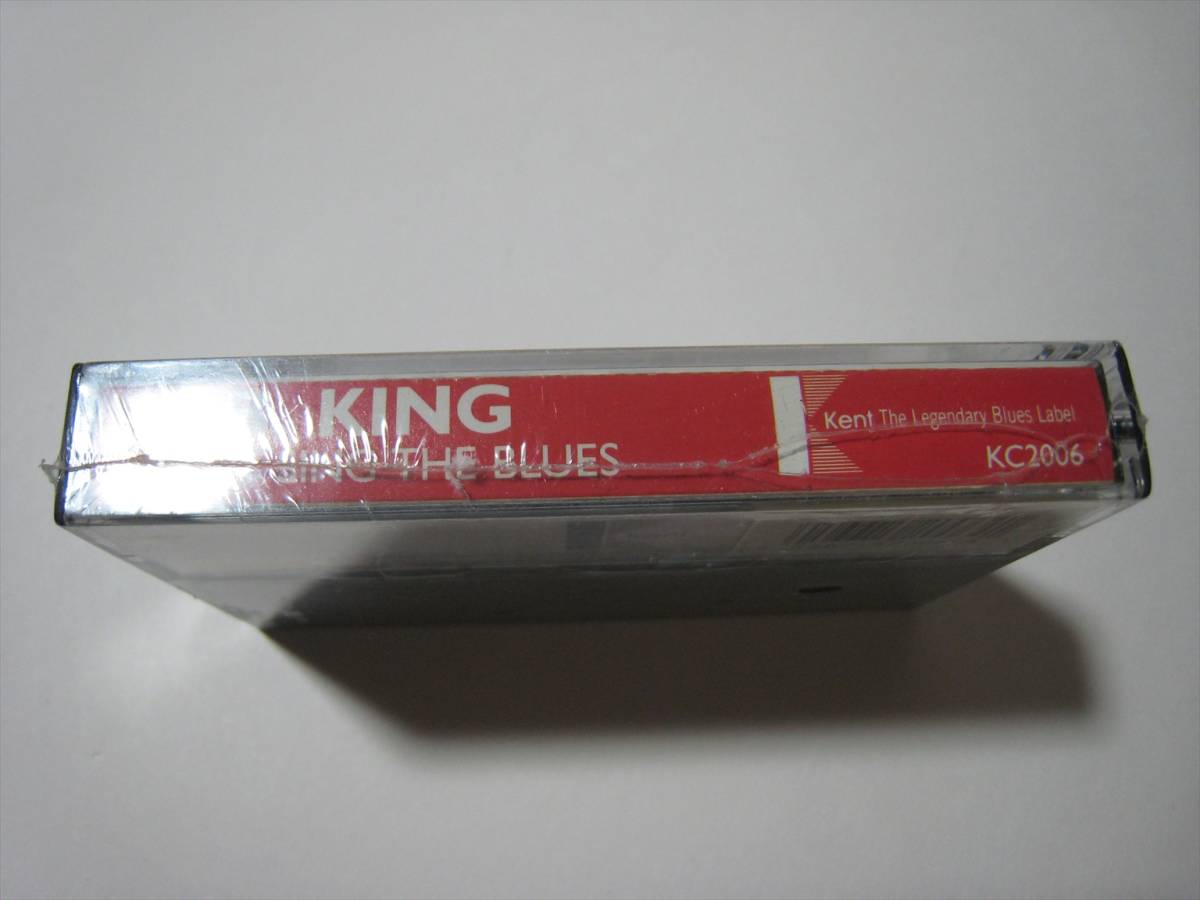 KING
THE BLUES
Kent The Legendary Blues Label
KC2006